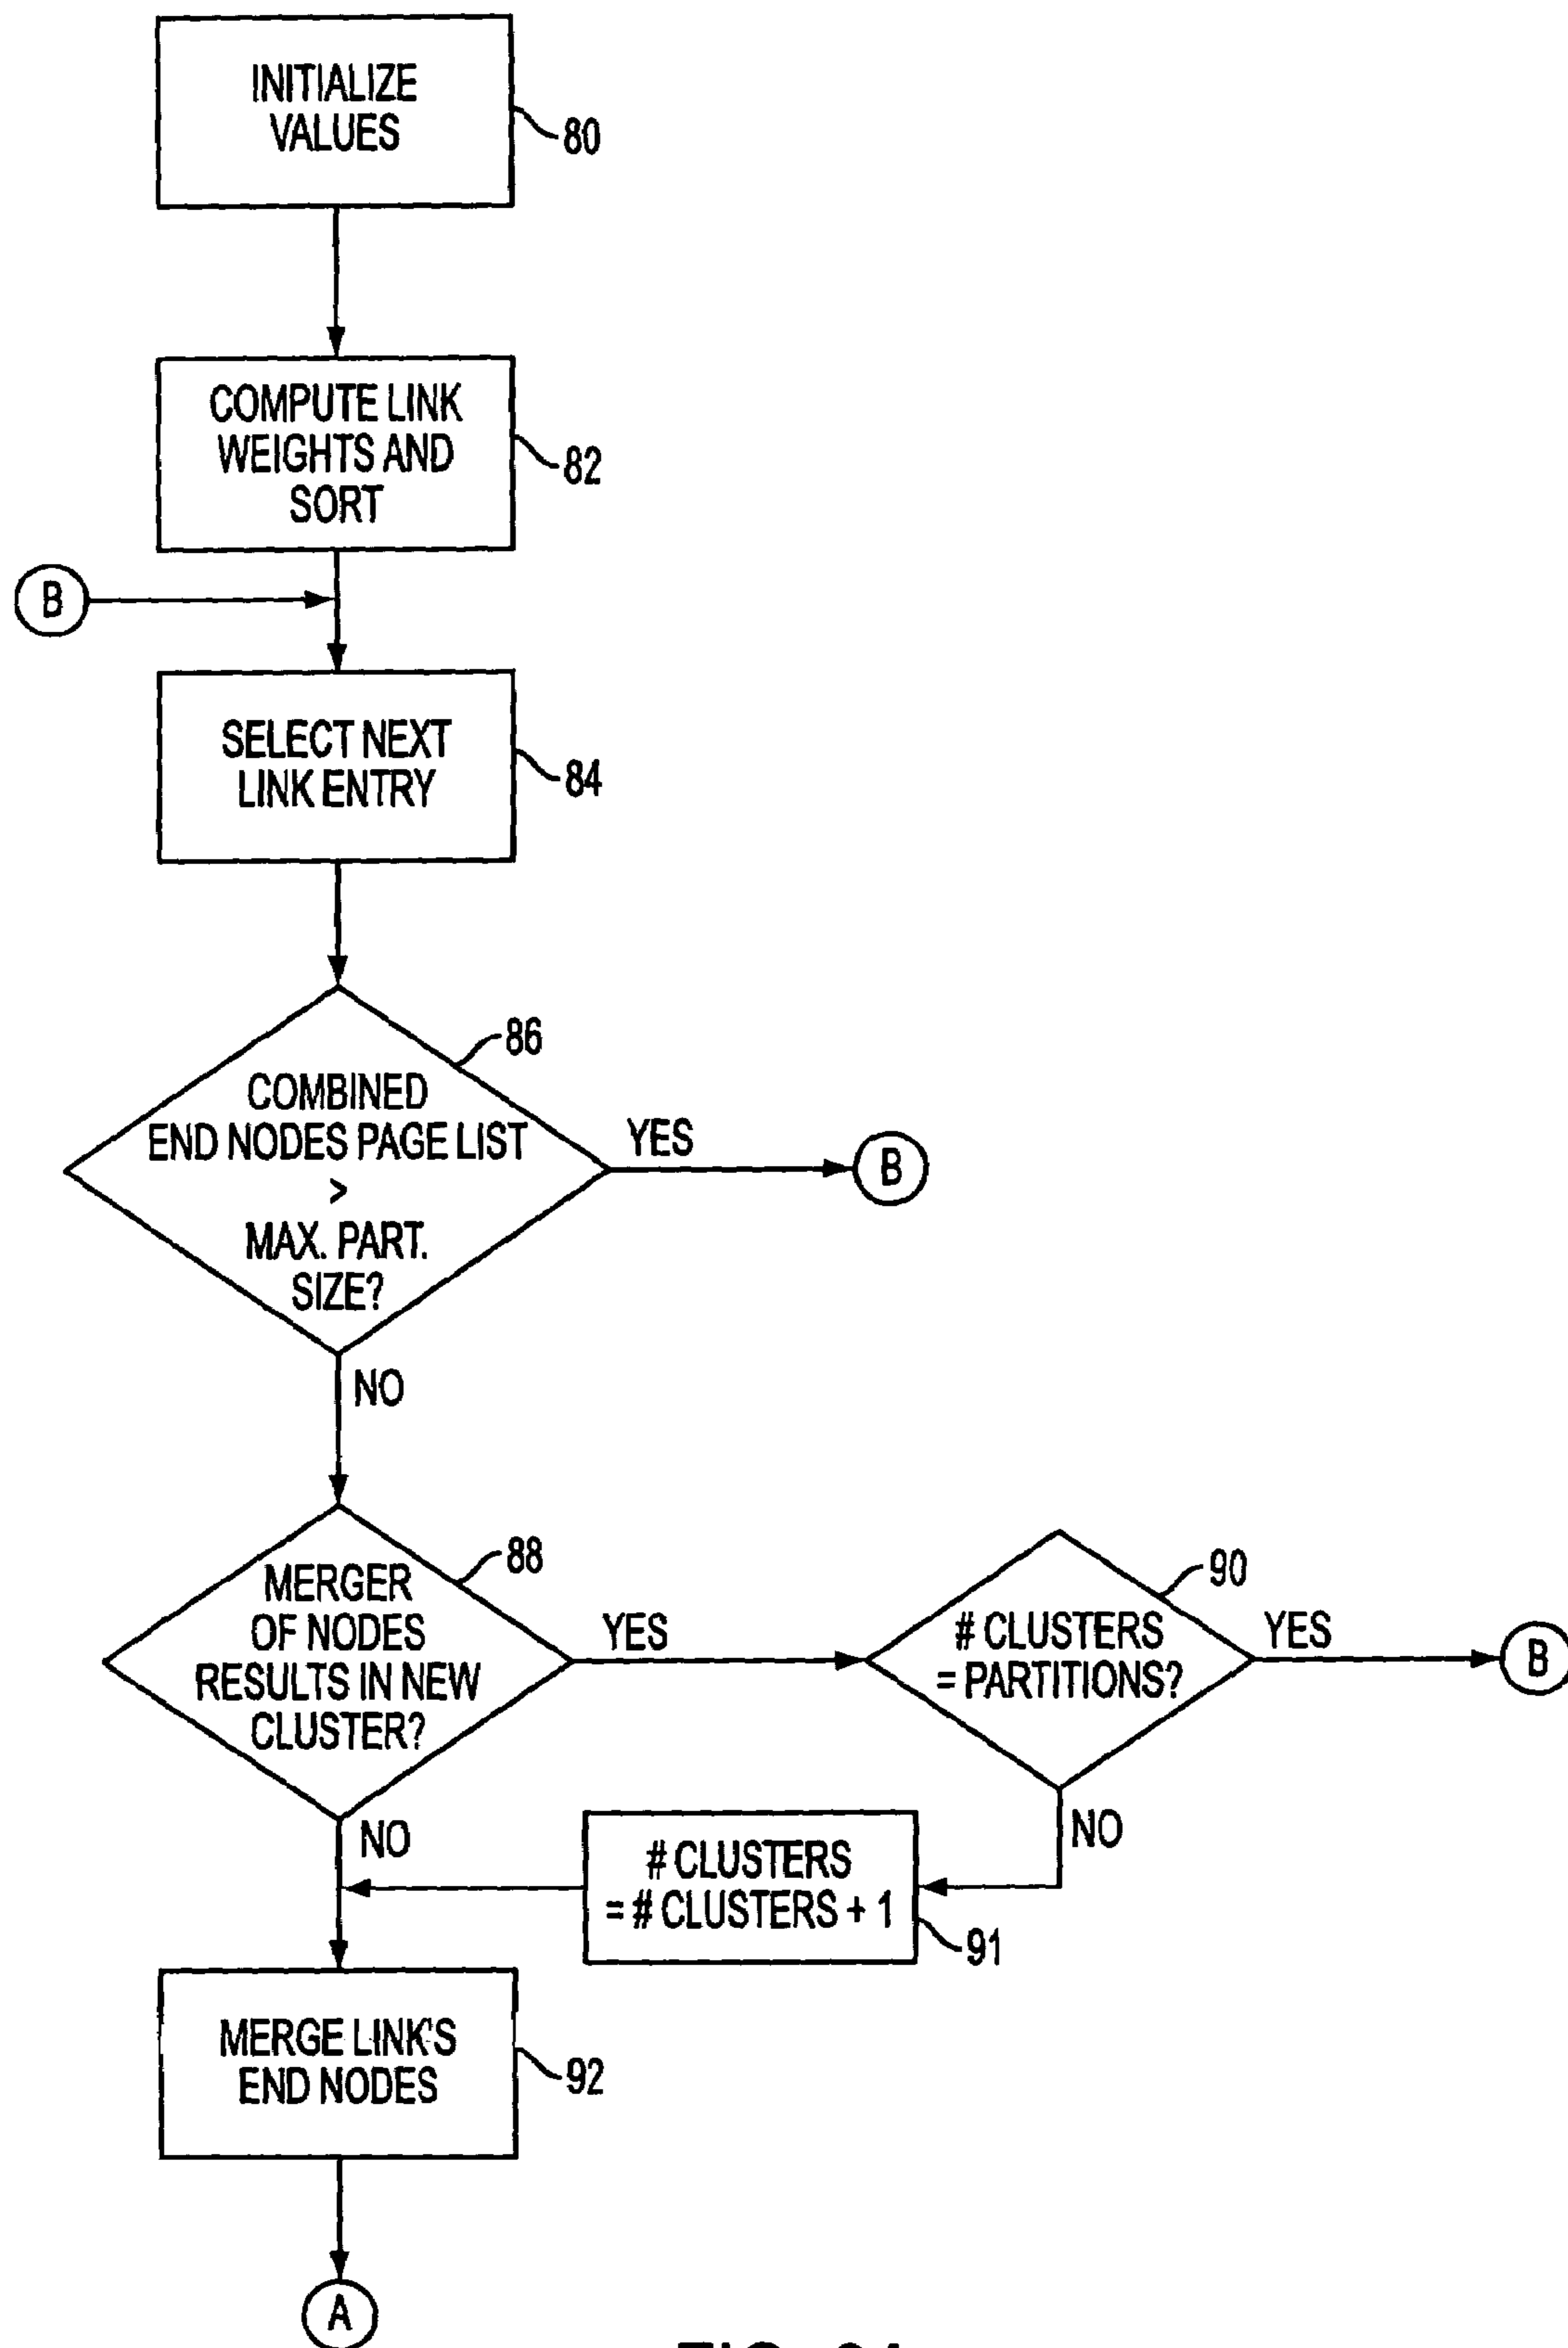 INITIALIZE
VALUES
80
COMPUTE LINK
WEIGHTS AND
SORT
82
B
SELECT NEXT
LINK ENTRY
84
86
COMBINED
END NODES PAGE LIST
>
MAX. PART.
SIZE?
YES
B
NO
88
MERGER
OF NODES
RESULTS IN NEW
CLUSTER?
YES
90
# CLUSTERS
= PARTITIONS?
YES
B
NO
NO
# CLUSTERS
= # CLUSTERS + 1
91
MERGE LINK'S
END NODES
92
A